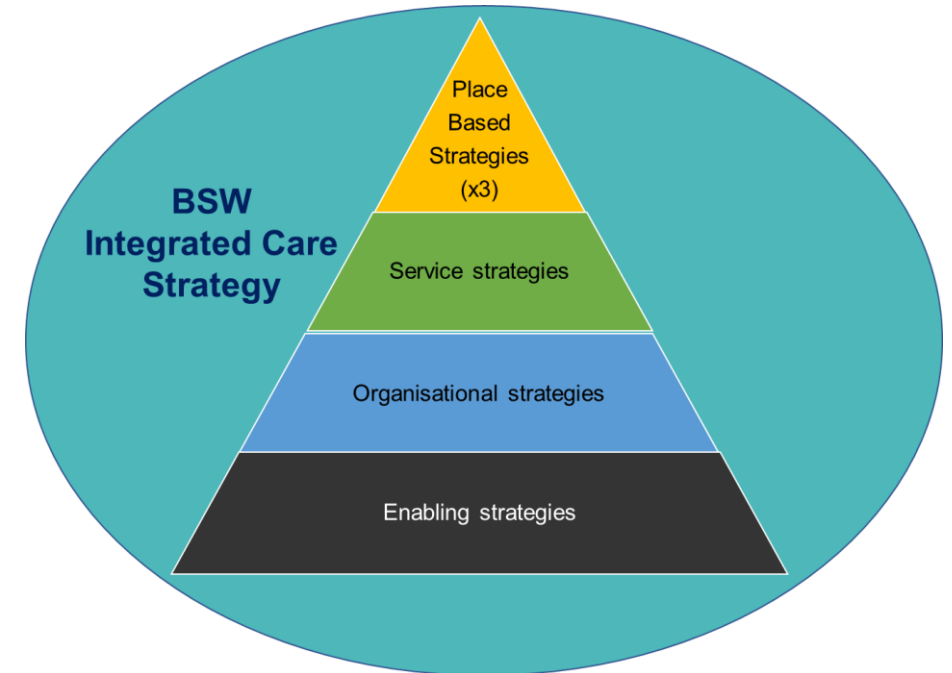 Place
Based
Strategies
(x3)
BSW
Integrated Care
Strategy
Service strategies
Organisational strategies
Enabling strategies